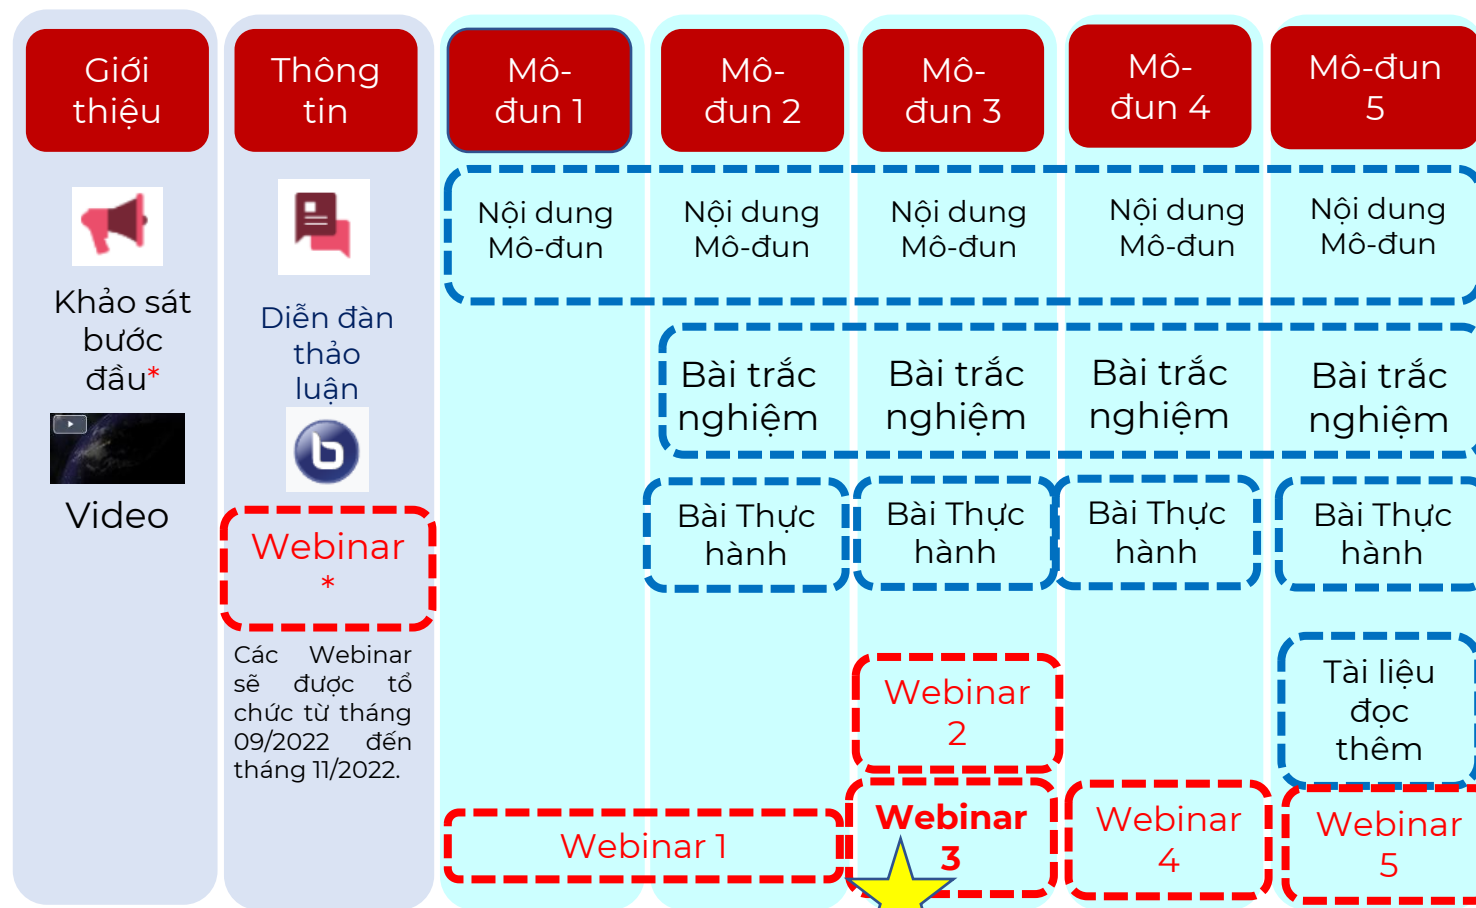 Giới
thiệu
Thông
tin
Mô-
đun 1
Mô-
đun 2
Mô-
đun 3
Mô-
đun 4
Mô-đun
5
Khảo sát
bước
đầu*
Video
Diễn đàn
thảo
luận
Webinar
*
Các Webinar
sẽ được tổ
chức từ tháng
09/2022 đến
tháng 11/2022.
Nội dung
Mô-đun
Nội dung
Mô-đun
Nội dung
Mô-đun
Nội dung
Mô-đun
Nội dung
Mô-đun
Bài trắc
nghiệm
Bài trắc
nghiệm
Bài trắc
nghiệm
Bài trắc
nghiệm
Bài Thực
hành
Bài Thực
hành
Bài Thực
hành
Bài Thực
hành
Webinar
2
Tài liệu
đọc
thêm
Webinar 1
Webinar
3
Webinar
4
Webinar
5